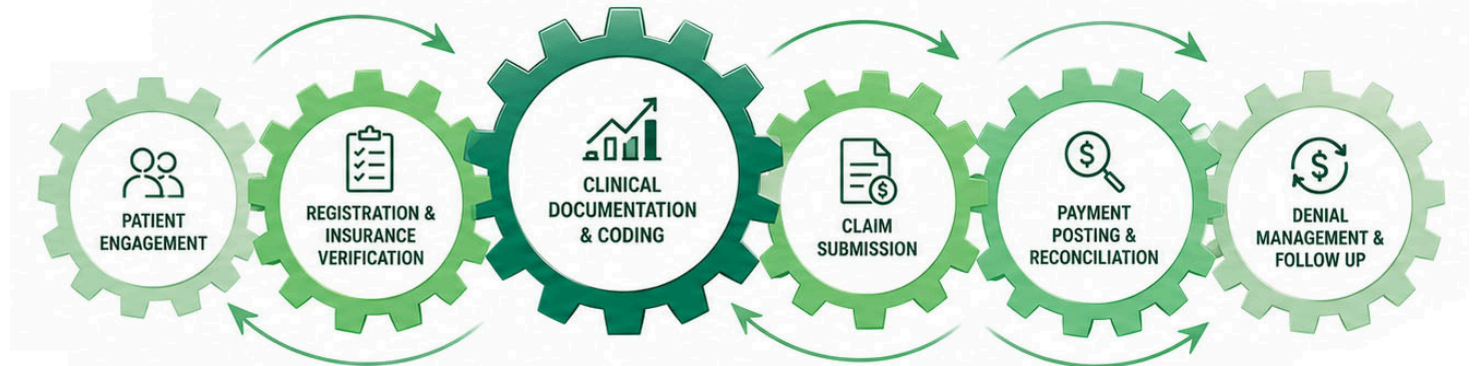 PATIENT
ENGAGEMENT
REGISTRATION &
INSURANCE
VERIFICATION
CLINICAL
DOCUMENTATION
& CODING
$
CLAIM
SUBMISSION
$
PAYMENT
POSTING &
RECONCILIATION
$
DENIAL
MANAGEMENT &
FOLLOW UP